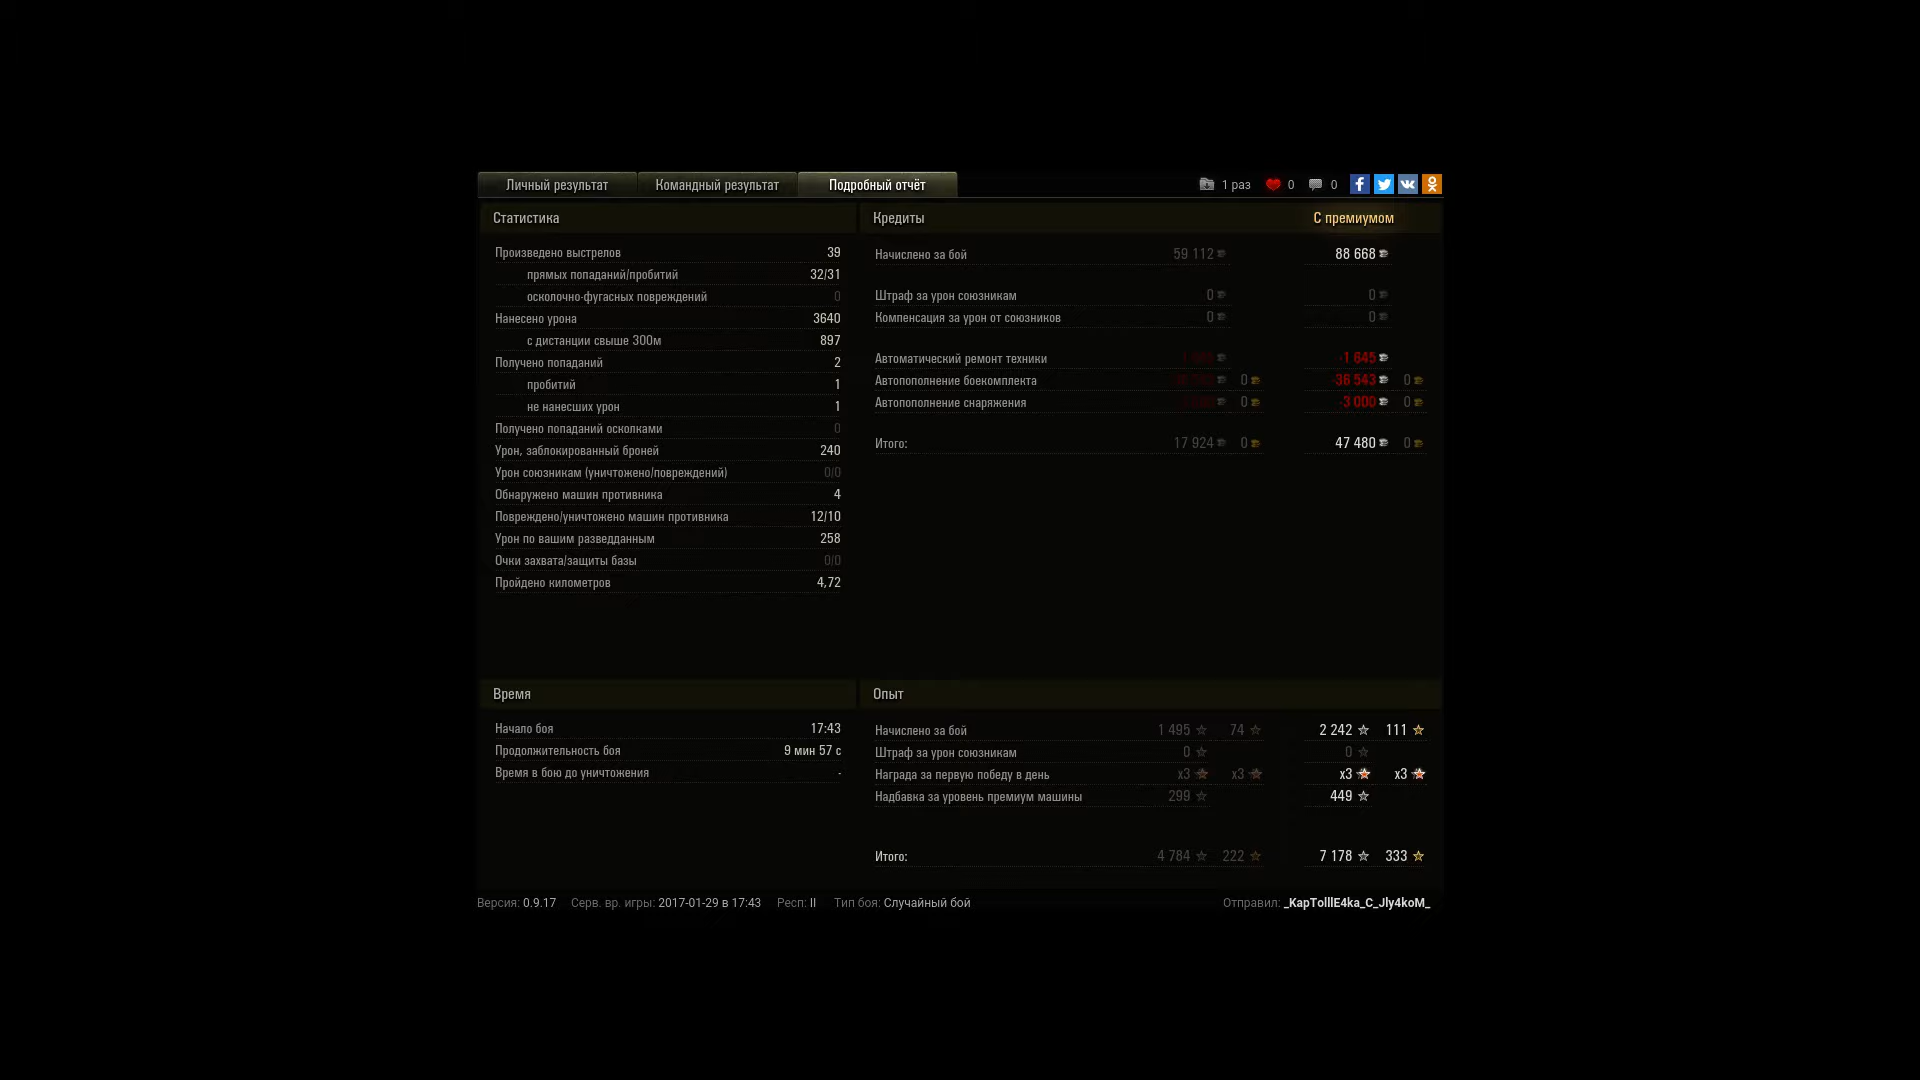 Личный результат Командный результат Подробный отчёт 1 раз 0 0
Статистика
Произведено выстрелов 39
прямых попаданий/пробитий 32/31
осколочно-фугасных повреждений 0
Нанесено урона 3640
с дистанции свыше 300м 897
Получено попаданий 2
пробитий 1
не нанесших урон 1
Получено попаданий осколками 0
Урон, заблокированный броней 240
Урон союзникам (уничтожено/повреждений) 0/0
Обнаружено машин противника 4
Повреждено/уничтожено машин противника 12/10
Урон по вашим разведданным 258
Очки захвата/защиты базы 0/0
Пройдено километров 4,72
Кредиты С премиумом
Начислено за бой 59 112 88 668
Штраф за урон союзникам 0 0
Компенсация за урон от союзников 0 0
Автоматический ремонт техники -1 645
Автопополнение боекомплекта 0 -36 543 0
Автопополнение снаряжения 0 -3 000 0
Итого: 17 924 0 47 480 0
Время
Начало боя 17:43
Продолжительность боя 9 мин 57 с
Время в бою до уничтожения -
Опыт
Начислено за бой 1 495 74 2 242 111
Штраф за урон союзникам 0 0
Награда за первую победу в день x3 x3 x3 x3
Надбавка за уровень премиум машины 299 449
Итого: 4 784 222 7 178 333
Версия: 0.9.17 Серв. вр. игры: 2017-01-29 в 17:43 Респ: II Тип боя: Случайный бой Отправил: _KapTolllE4ka_C_Jly4koM_